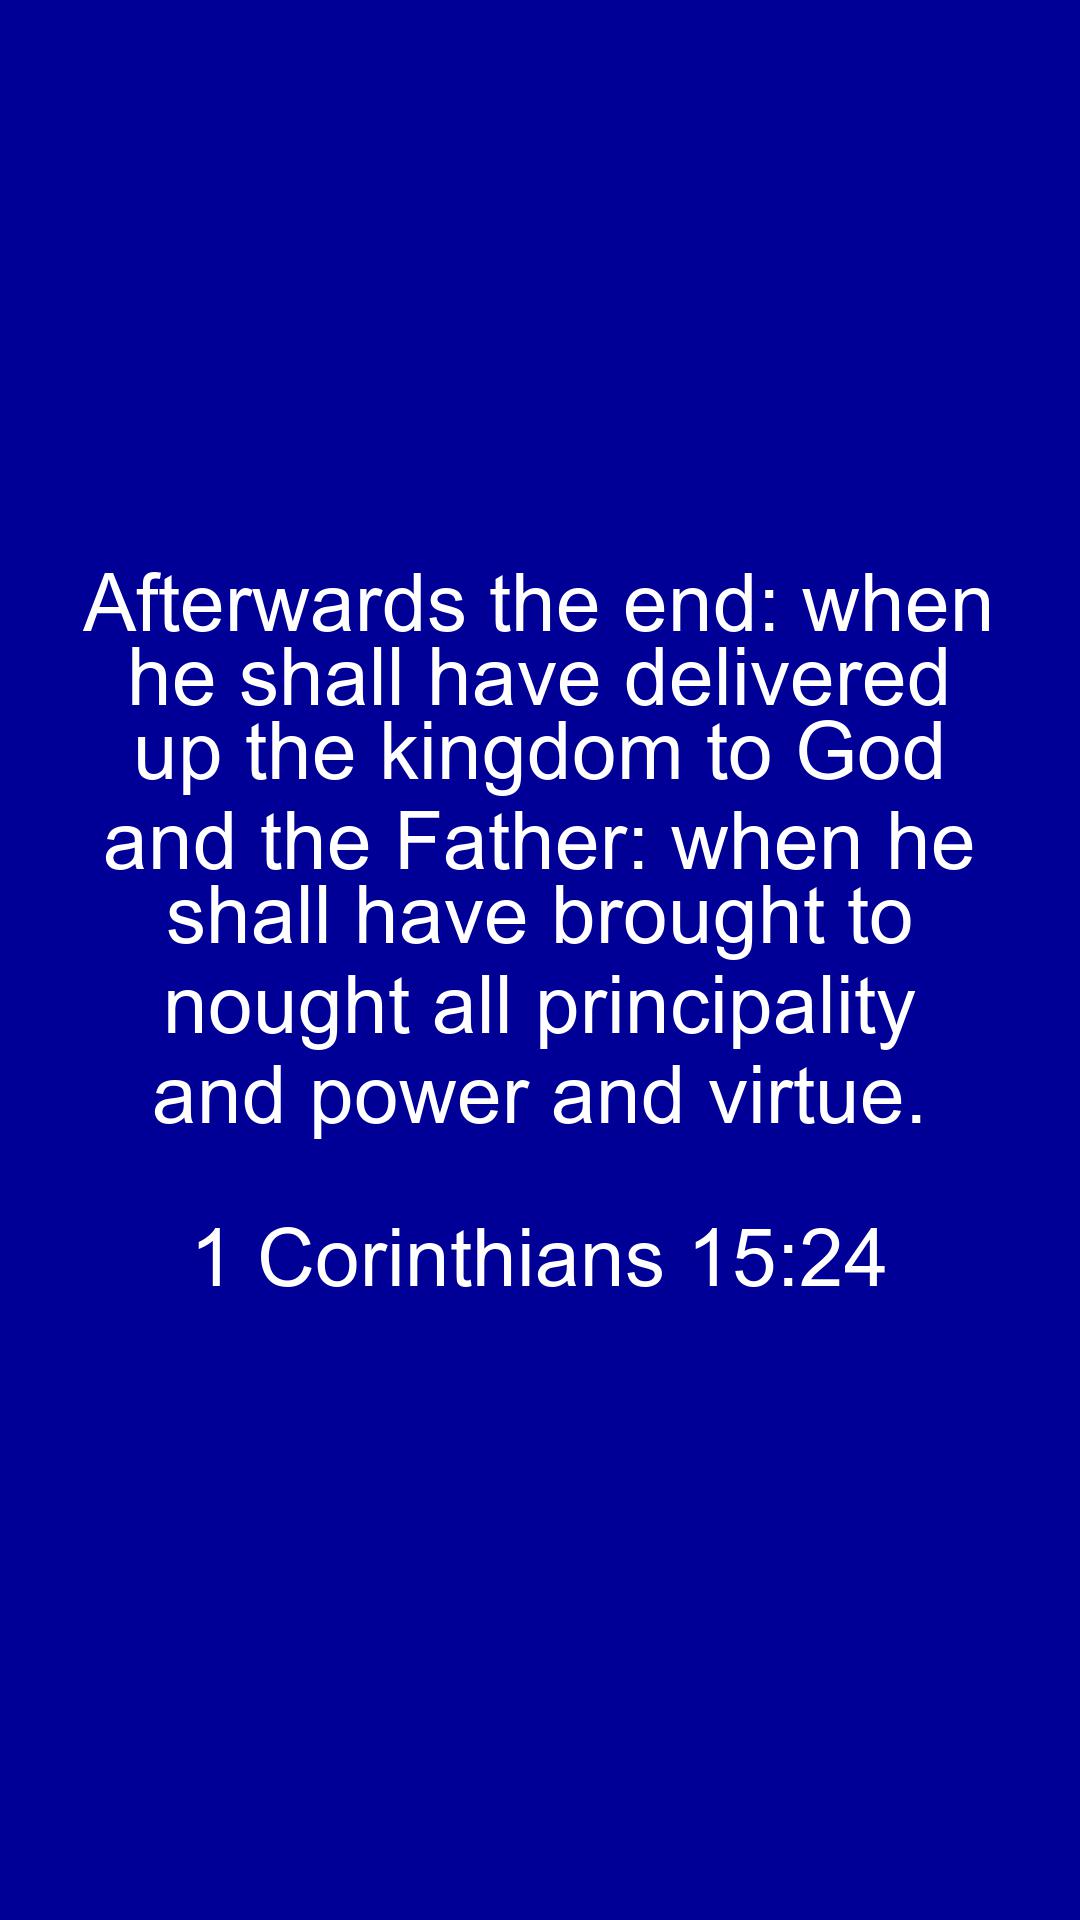 Afterwards the end: when
he shall have delivered
up the kingdom to God
and the Father: when he
shall have brought to
nought all principality
and power and virtue.
1 Corinthians 15:24